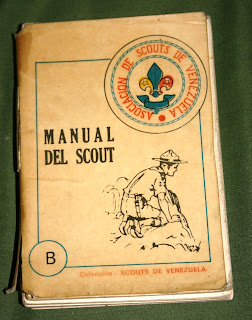 ASOCIACION DE SCOUTS DE VENEZUELA
MANUAL
DEL SCOUT
B
Colección: SCOUTS DE VENEZUELA